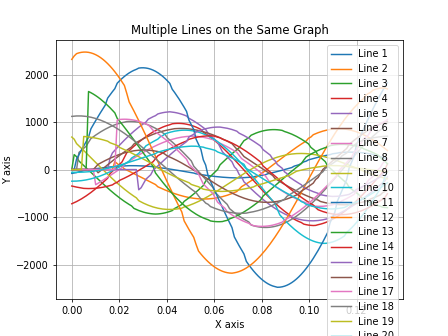 Multiple Lines on the Same Graph
Y axis
2000
1000
0
−1000
−2000
0.00
0.02
0.04
0.06
0.08
0.10
X axis
Line 1
Line 2
Line 3
Line 4
Line 5
Line 6
Line 7
Line 8
Line 9
Line 10
Line 11
Line 12
Line 13
Line 14
Line 15
Line 16
Line 17
Line 18
Line 19
Line 20